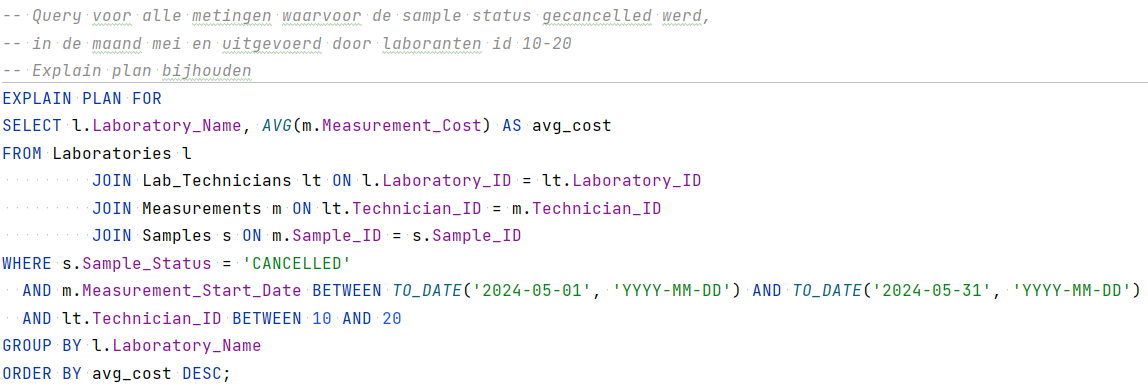 -- Query voor alle metingen waarvoor de sample status gecancelled werd,
-- in de maand mei en uitgevoerd door laboranten id 10-20
-- Explain plan bijhouden
EXPLAIN PLAN FOR
SELECT l.Laboratory_Name, AVG(m.Measurement_Cost) AS avg_cost
FROM Laboratories l
         JOIN Lab_Technicians lt ON l.Laboratory_ID = lt.Laboratory_ID
         JOIN Measurements m ON lt.Technician_ID = m.Technician_ID
         JOIN Samples s ON m.Sample_ID = s.Sample_ID
WHERE s.Sample_Status = 'CANCELLED'
  AND m.Measurement_Start_Date BETWEEN TO_DATE('2024-05-01', 'YYYY-MM-DD') AND TO_DATE('2024-05-31', 'YYYY-MM-DD')
  AND lt.Technician_ID BETWEEN 10 AND 20
GROUP BY l.Laboratory_Name
ORDER BY avg_cost DESC;